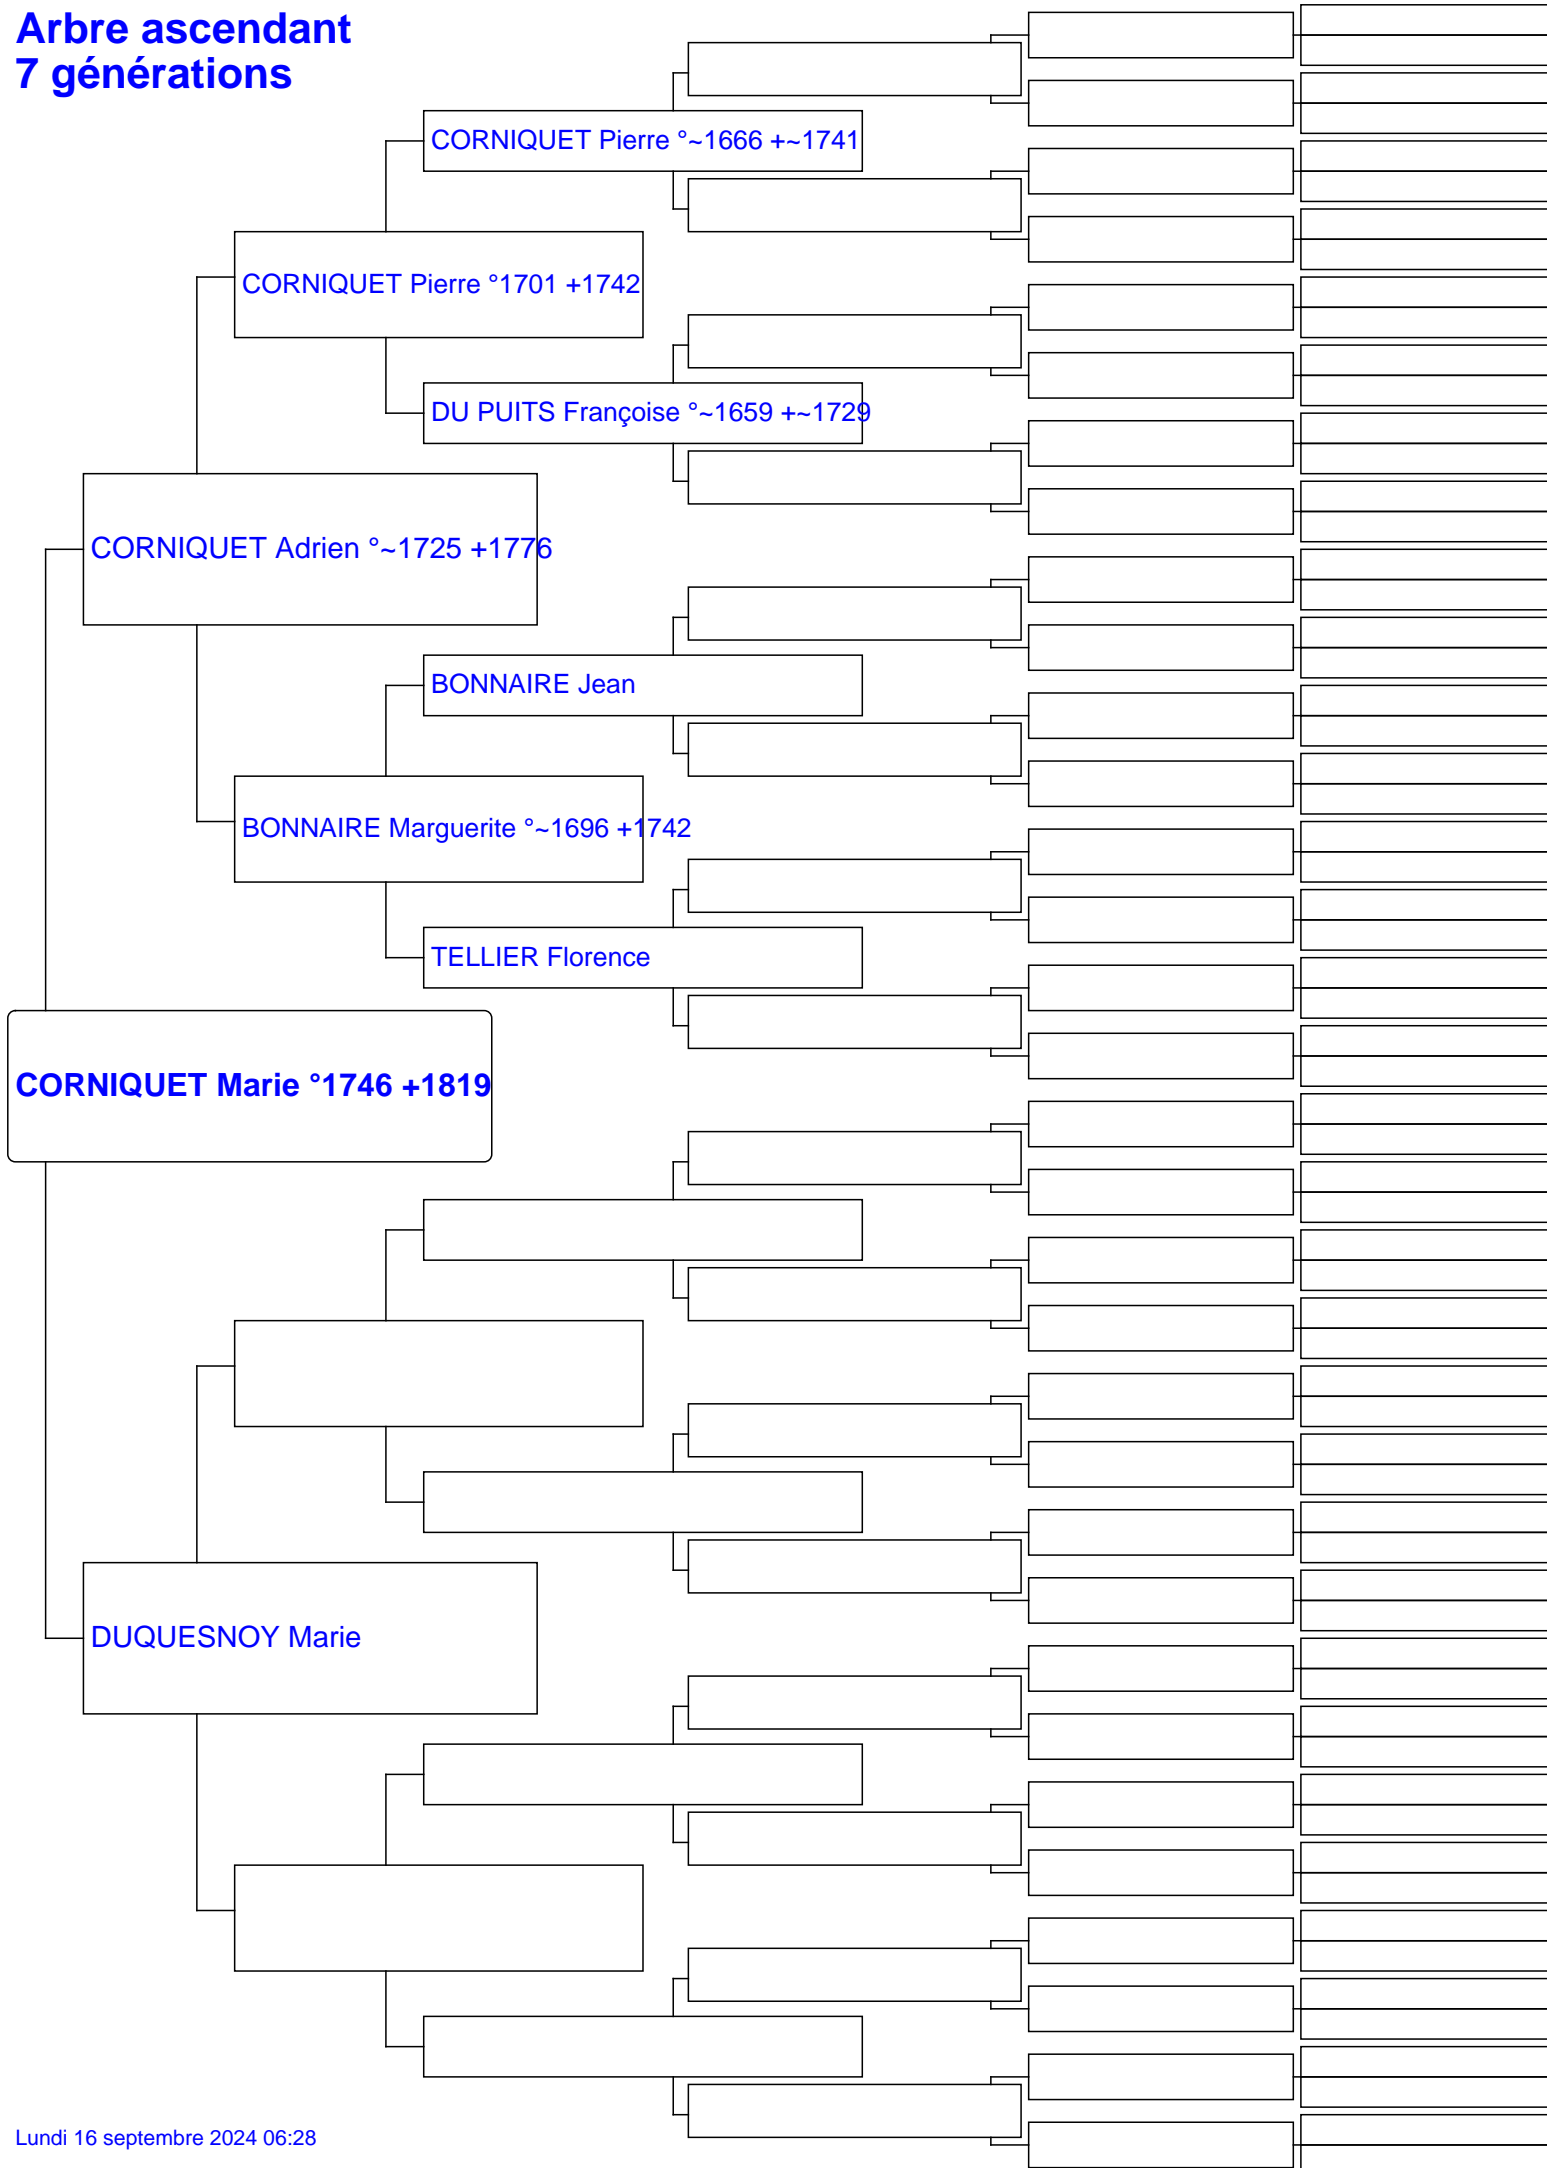 Arbre ascendant
7 générations
CORNIQUET Pierre °~1666 +~1741
CORNIQUET Pierre °1701 +1742
DU PUITS Françoise °~1659 +~1729
CORNIQUET Adrien °~1725 +1776
BONNAIRE Jean
BONNAIRE Marguerite °~1696 +1742
TELLIER Florence
CORNIQUET Marie °1746 +1819
DUQUESNOY Marie
Lundi 16 septembre 2024 06:28